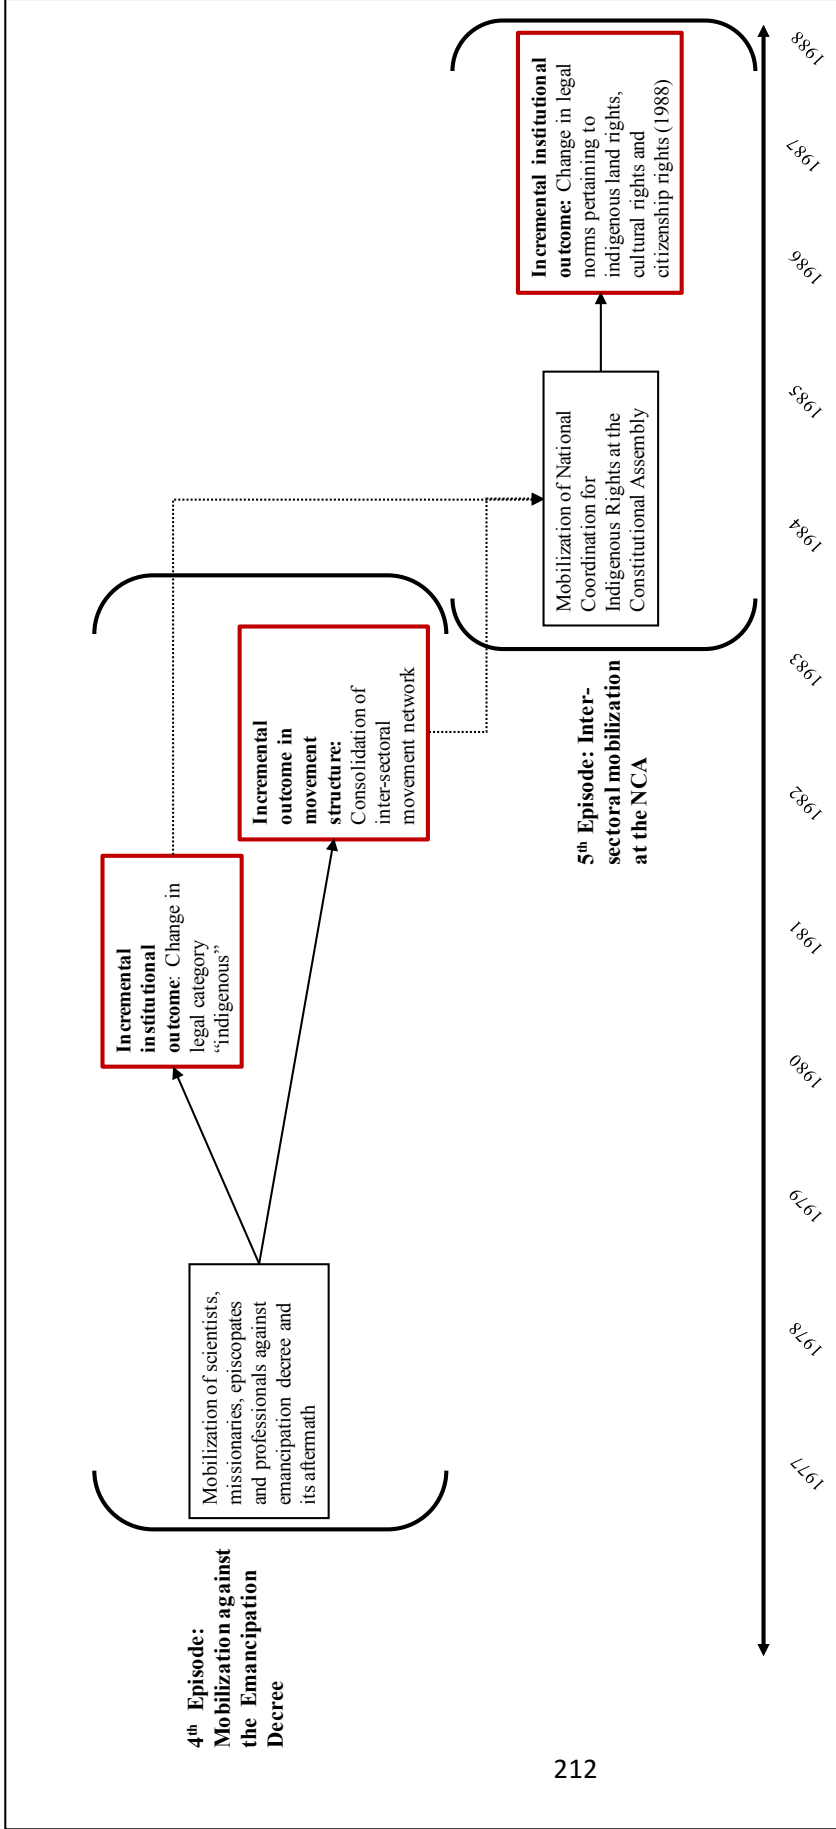 4th Episode:
Mobilization against
the Emancipation
Decree
Mobilization of scientists,
missionaries, episcopates
and professionals against
emancipation decree and
its aftermath
Incremental
institutional
outcome: Change in
legal category
“indigenous”
Incremental
outcome in
movement
structure:
Consolidation of
inter-sectoral
movement network
5th Episode: Inter-
sectoral mobilization
at the NCA
Mobilization of National
Coordination for
Indigenous Rights at the
Constitutional Assembly
Incremental institutional
outcome: Change in legal
norms pertaining to
indigenous land rights,
cultural rights and
citizenship rights (1988)
1977
1978
1979
1980
1981
1982
1983
1984
1985
1986
1987
1988
212